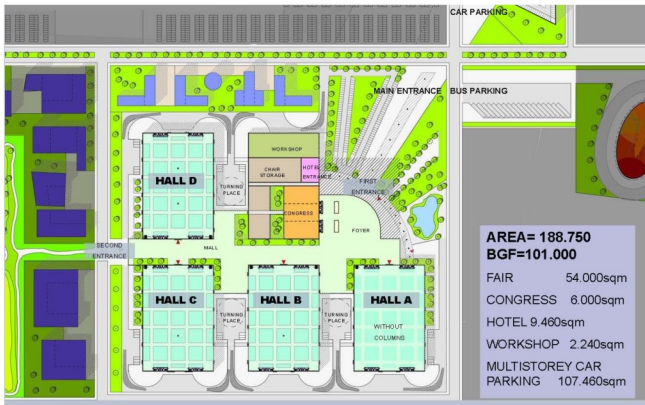 CAR PARKING
MAIN ENTRANCE
BUS PARKING
WORKSHOP
CHAIR
STORAGE
HOTEL
ENTRANCE
HALL D
TURNING
PLACE
FIRST
ENTRANCE
CONGRESS
FOYER
SECOND
ENTRANCE
MALL
HALL C
TURNING
PLACE
HALL B
TURNING
PLACE
HALL A
WITHOUT
COLUMNS
AREA= 188.750
BGF=101.000
FAIR 54.000sqm
CONGRESS 6.000sqm
HOTEL 9.460sqm
WORKSHOP 2.240sqm
MULTISTOREY CAR
PARKING 107.460sqm